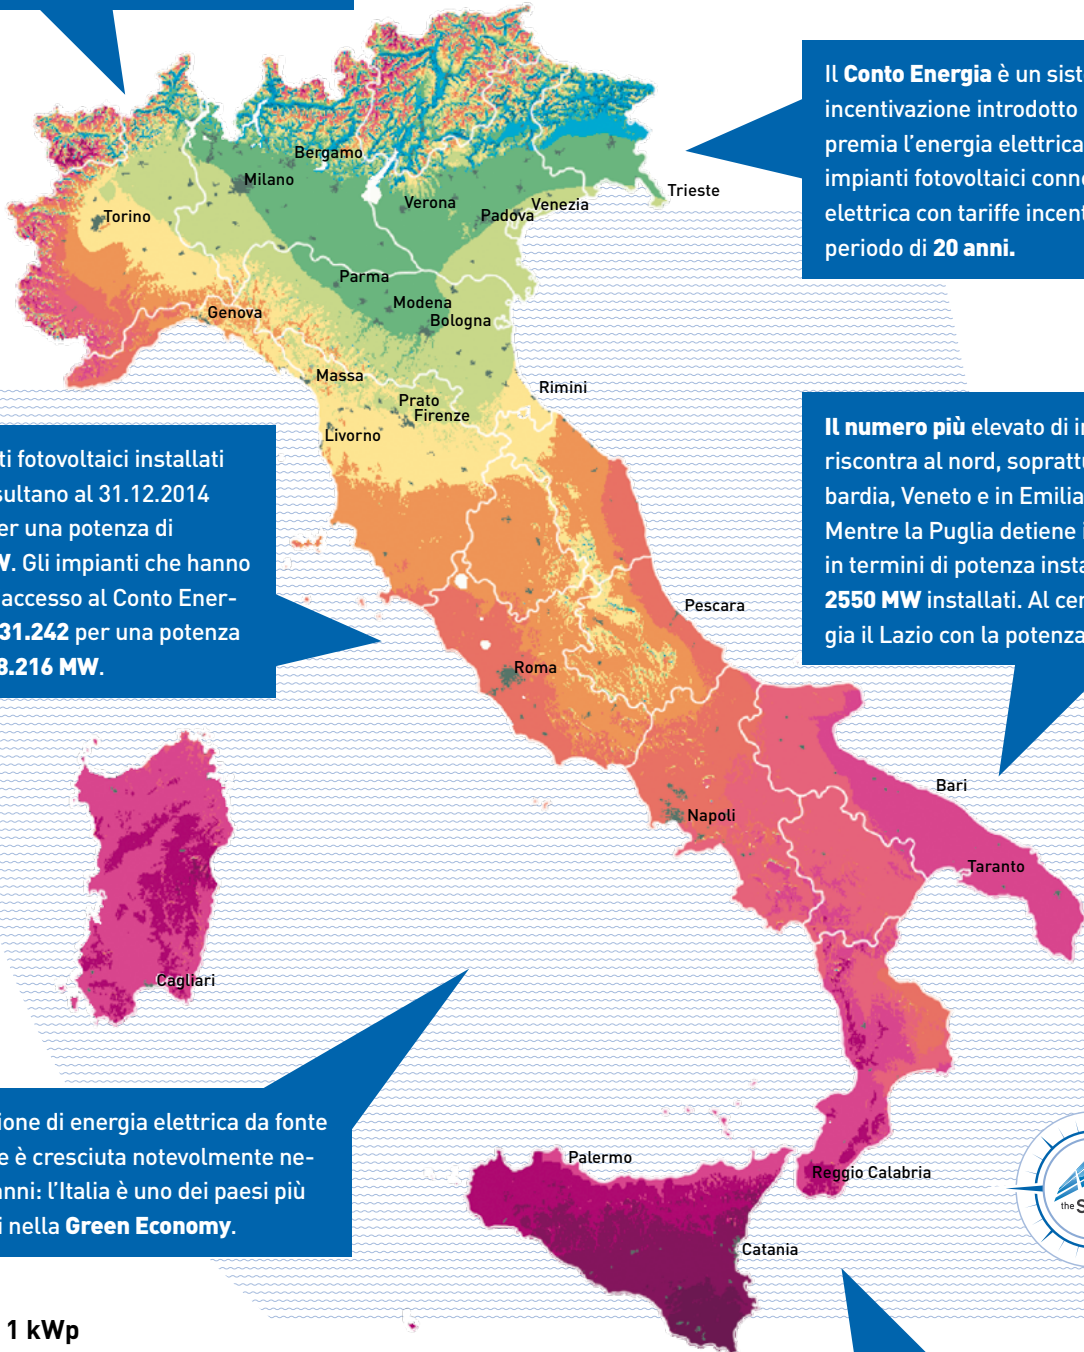 Il Conto Energia è un sist
incentivazione introdotto
premia l'energia elettrica
impianti fotovoltaici conne
elettrica con tariffe incent
periodo di 20 anni.
Bergamo
Milano
Verona
Padova
Venezia
Trieste
Torino
Parma
Modena
Bologna
Genova
Massa
Prato
Firenze
Rimini
Livorno
ti fotovoltaici installati
sultano al 31.12.2014
er una potenza di
W. Gli impianti che hanno
accesso al Conto Ener-
31.242 per una potenza
8.216 MW.
Il numero più elevato di i
riscontra al nord, sopratt
bardia, Veneto e in Emilia
Mentre la Puglia detiene i
in termini di potenza insta
2550 MW installati. Al cen
gia il Lazio con la potenza
Pescara
Roma
Bari
Napoli
Taranto
Cagliari
ione di energia elettrica da fonte
e è cresciuta notevolmente ne-
anni: l'Italia è uno dei paesi più
i nella Green Economy.
Palermo
Reggio Calabria
the S
Catania
1 kWp